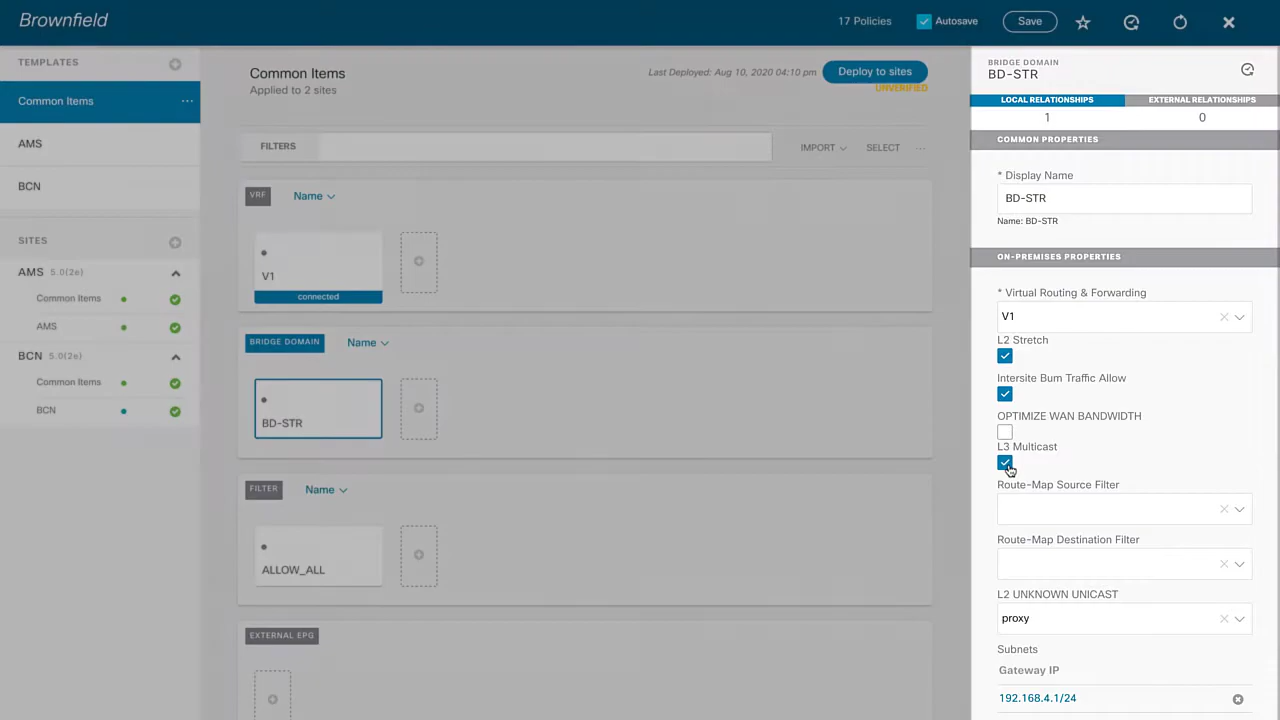 Brownfield
17 Policies
Autosave
Save
TEMPLATES
Common Items
AMS
BCN
SITES
AMS 5.0(2e)
Common Items
AMS
BCN 5.0(2e)
Common Items
BCN
Common Items
Applied to 2 sites
Last Deployed: Aug 10, 2020 04:10 pm
Deploy to sites
UNVERIFIED
FILTERS
IMPORT
SELECT
VRF
Name
V1
connected
BRIDGE DOMAIN
Name
BD-STR
FILTER
Name
ALLOW_ALL
EXTERNAL EPG
BRIDGE DOMAIN
BD-STR
LOCAL RELATIONSHIPS
EXTERNAL RELATIONSHIPS
1
0
COMMON PROPERTIES
* Display Name
BD-STR
Name: BD-STR
ON-PREMISES PROPERTIES
* Virtual Routing & Forwarding
V1
L2 Stretch
Intersite Bum Traffic Allow
OPTIMIZE WAN BANDWIDTH
L3 Multicast
Route-Map Source Filter
Route-Map Destination Filter
L2 UNKNOWN UNICAST
proxy
Subnets
Gateway IP
192.168.4.1/24